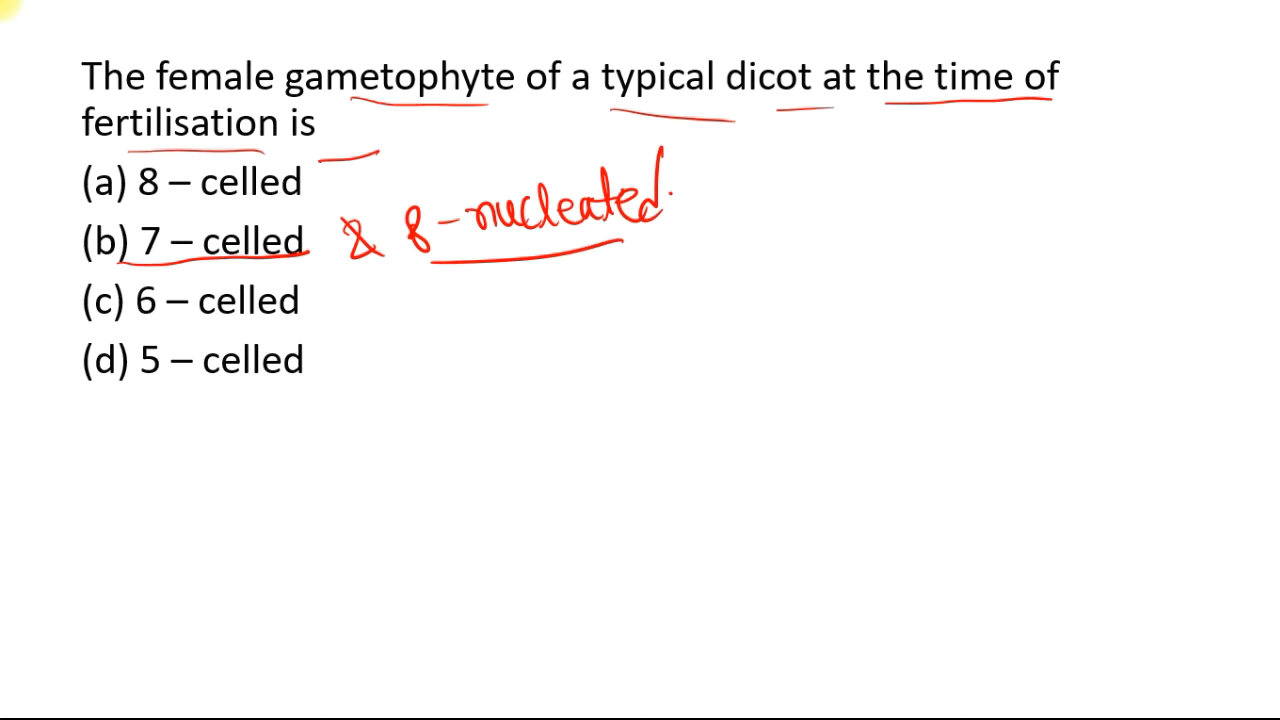 The female gametophyte of a typical dicot at the time of
fertilisation is
(a) 8 – celled
(b) 7 – celled & 8-nucleated.
(c) 6 – celled
(d) 5 – celled